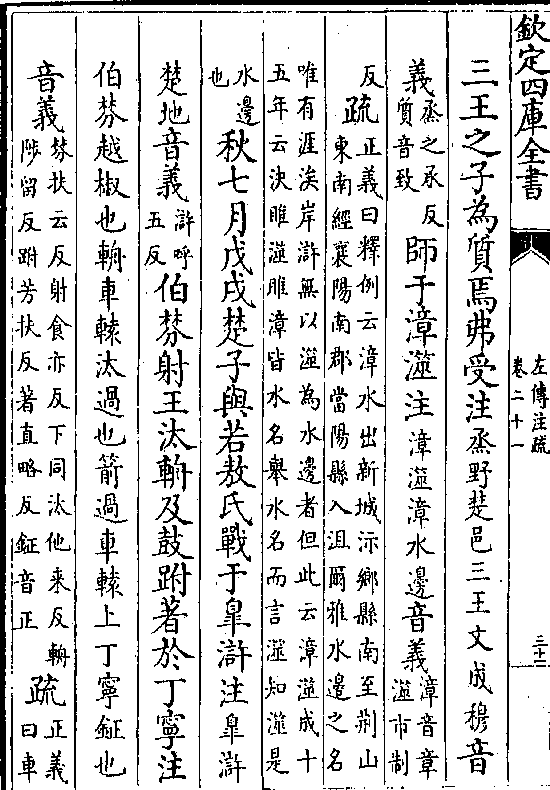 欽定四庫全書
左傳注疏
卷二十一
三十二
三王之子為質焉弗受注烝野楚邑三王文成穆音
義烝之承反質音致師于漳澨注漳澨漳水邊音義漳音章澨市制
反疏正義曰釋例云漳水出新城沶鄉縣南至荆山東南經襄陽南郡當陽縣入沮爾雅水邊之名
唯有涯涘岸滸無以澨為水邊者但此云漳澨成十五年云決睢澨睢漳皆水名舉水名而言澨知澨是
水邊也秋七月戊戌楚子與若敖氏戰于皐滸注皐滸
楚地音義滸呼五反伯棼射王汰輈及鼓跗著於丁寧注
伯棼越椒也輈車轅汰過也箭過車轅上丁寧鉦也
音義棼扶云反射食亦反下同汰他来反輈陟留反跗芳扶反著直略反鉦音正疏正義曰車